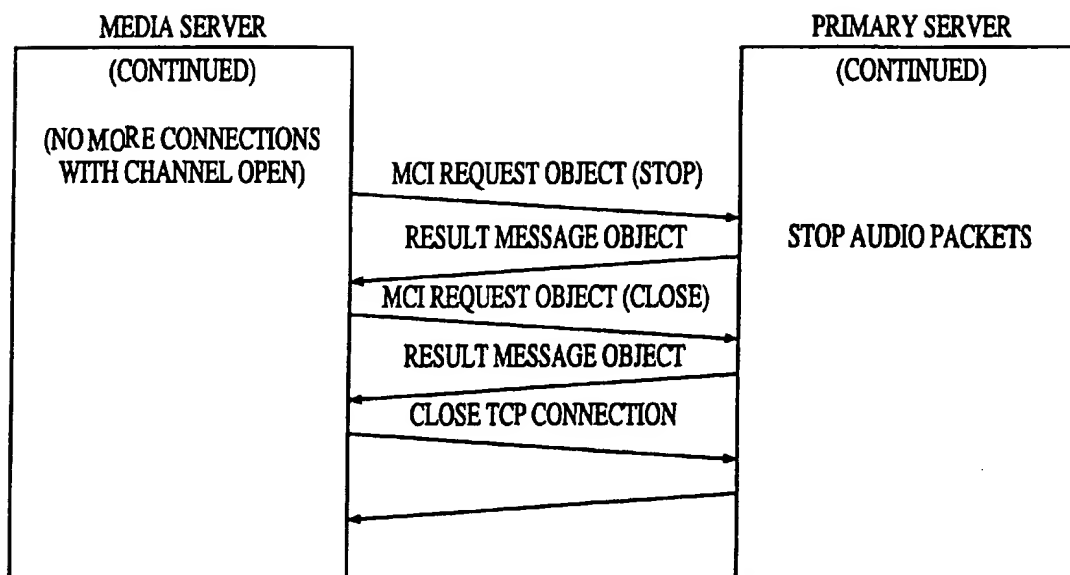 MEDIA SERVER
PRIMARY SERVER
(CONTINUED)
(CONTINUED)
(NO MORE CONNECTIONS
WITH CHANNEL OPEN)
MCI REQUEST OBJECT (STOP)
RESULT MESSAGE OBJECT
STOP AUDIO PACKETS
MCI REQUEST OBJECT (CLOSE)
RESULT MESSAGE OBJECT
CLOSE TCP CONNECTION